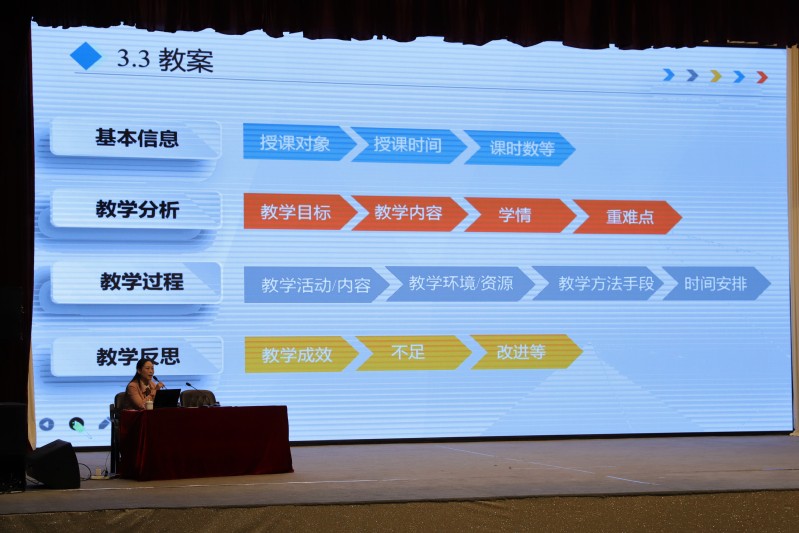 3.3 教案
基本信息 授课对象 授课时间 课时数等
教学分析 教学目标 教学内容 学情 重难点
教学过程 教学活动/内容 教学环境/资源 教学方法手段 时间安排
教学反思 教学成效 不足 改进等